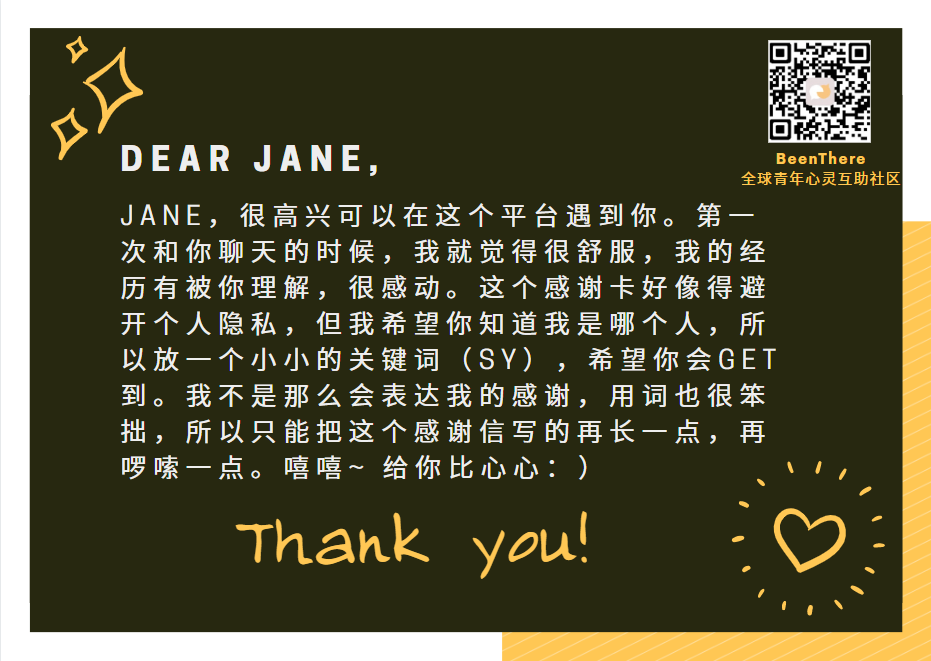 BeenThere
全球青年心灵互助社区
DEAR JANE,
JANE，很高兴可以在这个平台遇到你。第一
次和你聊天的时候，我就觉得很舒服，我的经
历有被你理解，很感动。这个感谢卡好像得避
开个人隐私，但我希望你知道我是哪个人，所
以放一个小小的关键词（SY），希望你会GET
到。我不是那么会表达我的感谢，用词也很笨
拙，所以只能把这个感谢信写的再长一点，再
啰嗦一点。嘻嘻~ 给你比心心：）
Thank you!